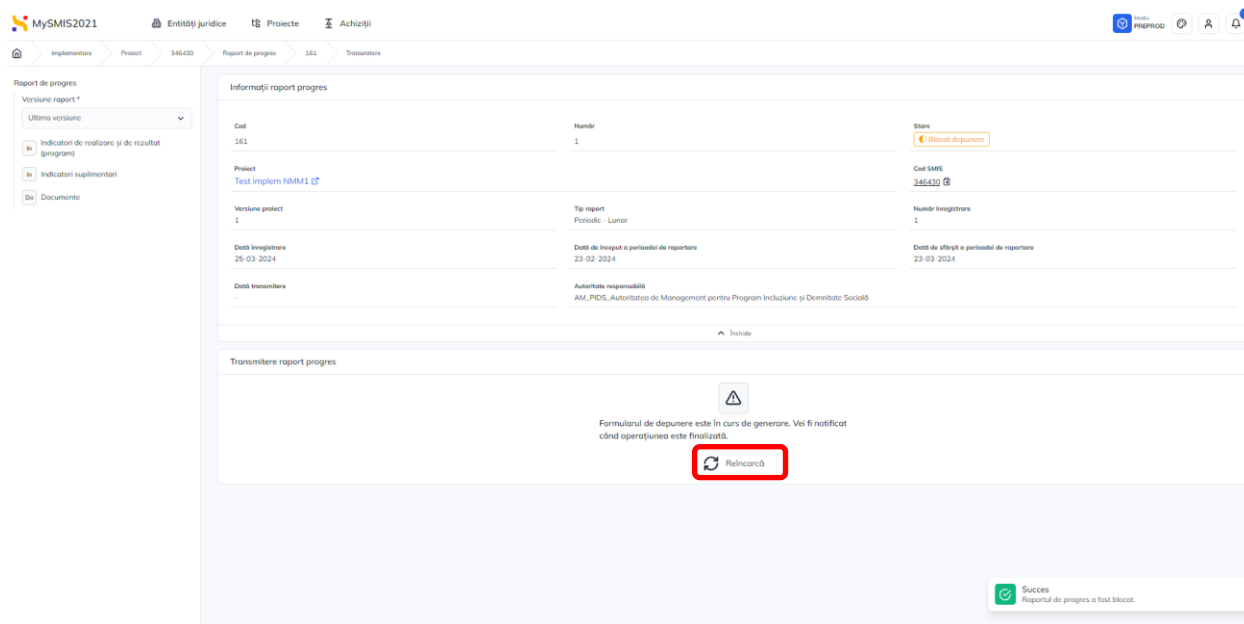 MySMIS2021
Entități juridice
Proiecte
Achiziții
Mediu
PREPROD
Implementare
Proiect
346430
Raport de progres
161
Transmitere
Raport de progres
Versiune raport *
Ultima versiune
In
Indicatori de realizare și de rezultat
(program)
In
Indicatori suplimentari
Do
Documente
Informații raport progres
Cod
Număr
Stare
161
1
Blocat depunere
Proiect
Cod SMIS
Test implem NMM1
346430
Versiune proiect
Tip raport
Număr înregistrare
1
Periodic - Lunar
1
Dată înregistrare
Dată de început a perioadei de raportare
Dată de sfârșit a perioadei de raportare
25-03-2024
23-02-2024
23-03-2024
Dată transmitere
Autoritate responsabilă
-
AM_PIDS_Autoritatea de Management pentru Program Incluziune și Demnitate Socială
Închide
Transmitere raport progres
Formularul de depunere este în curs de generare. Vei fi notificat
când operațiunea este finalizată.
Reîncarcă
Succes
Raportul de progres a fost blocat.